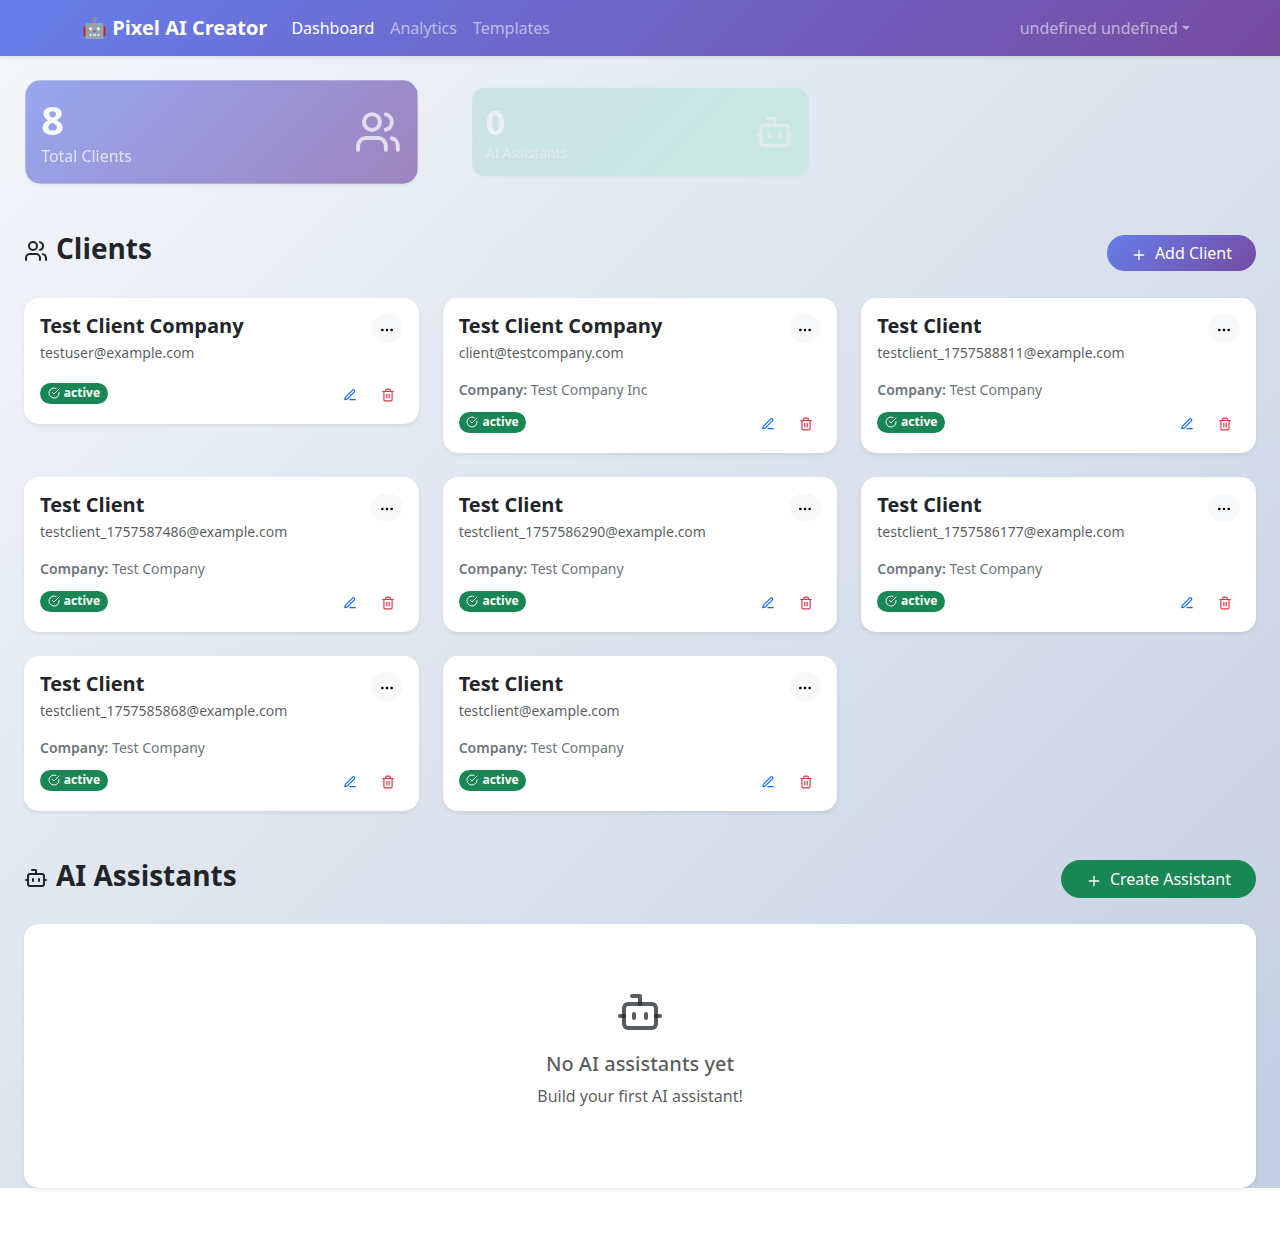 🤖 Pixel AI Creator Dashboard Analytics Templates undefined undefined
8
Total Clients
0
AI Assistants
Clients
+ Add Client
Test Client Company
testuser@example.com
active
Test Client Company
client@testcompany.com
Company: Test Company Inc
active
Test Client
testclient_1757588811@example.com
Company: Test Company
active
Test Client
testclient_1757587486@example.com
Company: Test Company
active
Test Client
testclient_1757586290@example.com
Company: Test Company
active
Test Client
testclient_1757586177@example.com
Company: Test Company
active
Test Client
testclient_1757585868@example.com
Company: Test Company
active
Test Client
testclient@example.com
Company: Test Company
active
AI Assistants
+ Create Assistant
No AI assistants yet
Build your first AI assistant!